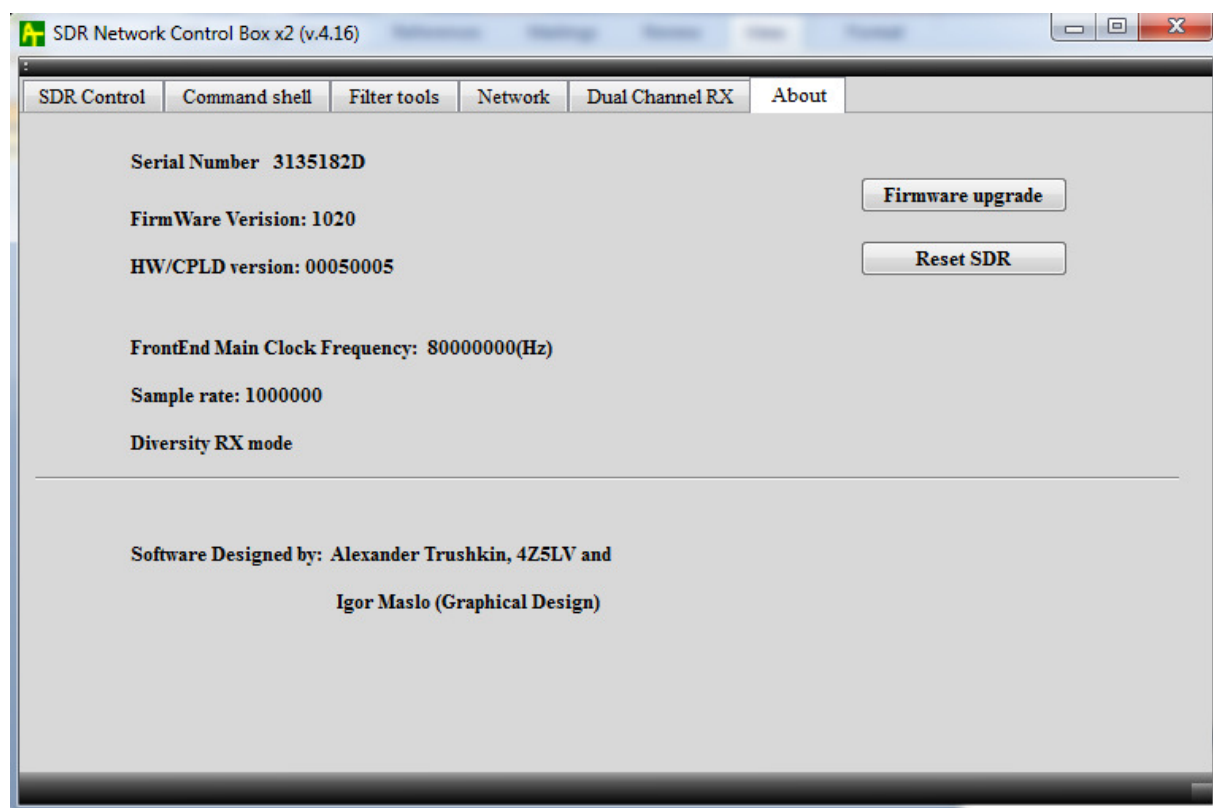 SDR Network Control Box x2 (v.4.16)
SDR Control Command shell Filter tools Network Dual Channel RX About
Serial Number 3135182D
Firmware upgrade
FirmWare Verision: 1020
Reset SDR
HW/CPLD version: 00050005
FrontEnd Main Clock Frequency: 80000000(Hz)
Sample rate: 1000000
Diversity RX mode
Software Designed by: Alexander Trushkin, 4Z5LV and
Igor Maslo (Graphical Design)